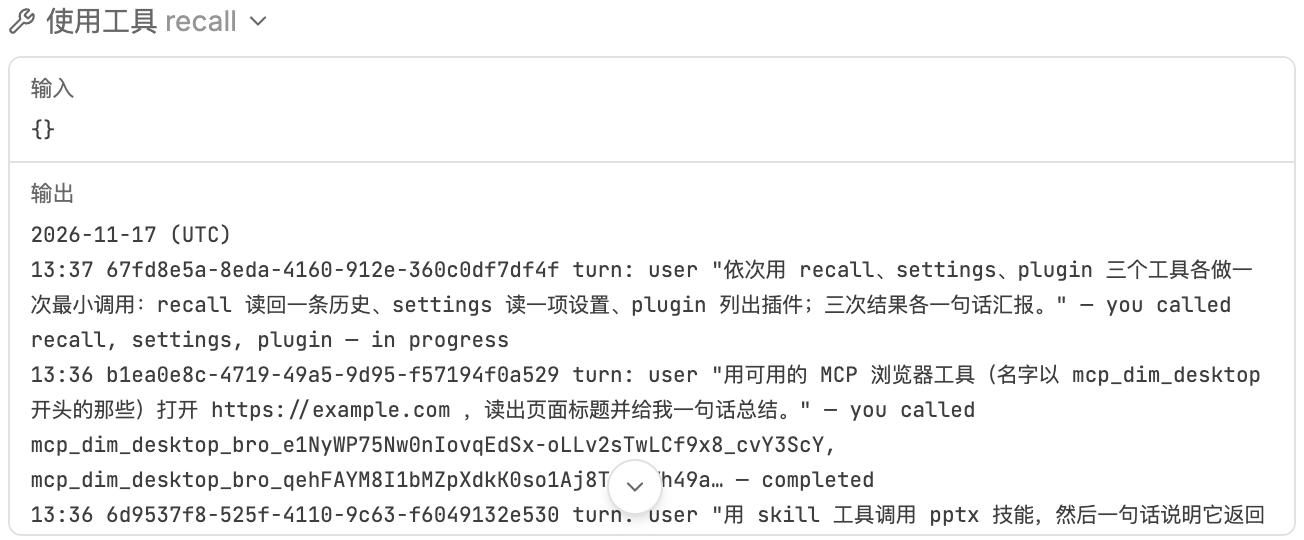 使用工具 recall
输入
{}
输出
2026-11-17 (UTC)
13:37 67fd8e5a-8eda-4160-912e-360c0df7df4f turn: user "依次用 recall、settings、plugin 三个工具各做一
次最小调用：recall 读回一条历史、settings 读一项设置、plugin 列出插件；三次结果各一句话汇报。" — you called
recall, settings, plugin — in progress
13:36 b1ea0e8c-4719-49a5-9d95-f57194f0a529 turn: user "用可用的 MCP 浏览器工具（名字以 mcp_dim_desktop
开头的那些）打开 https://example.com ，读出页面标题并给我一句话总结。" — you called
mcp_dim_desktop_bro_e1NyWP75Nw0nIovqEdSx-oLLv2sTwLCf9x8_cvY3ScY,
mcp_dim_desktop_bro_qehFAYM8I1bMZpXdkK0so1Aj8T h49a… — completed
13:36 6d9537f8-525f-4110-9c63-f6049132e530 turn: user "用 skill 工具调用 pptx 技能，然后一句话说明它返回